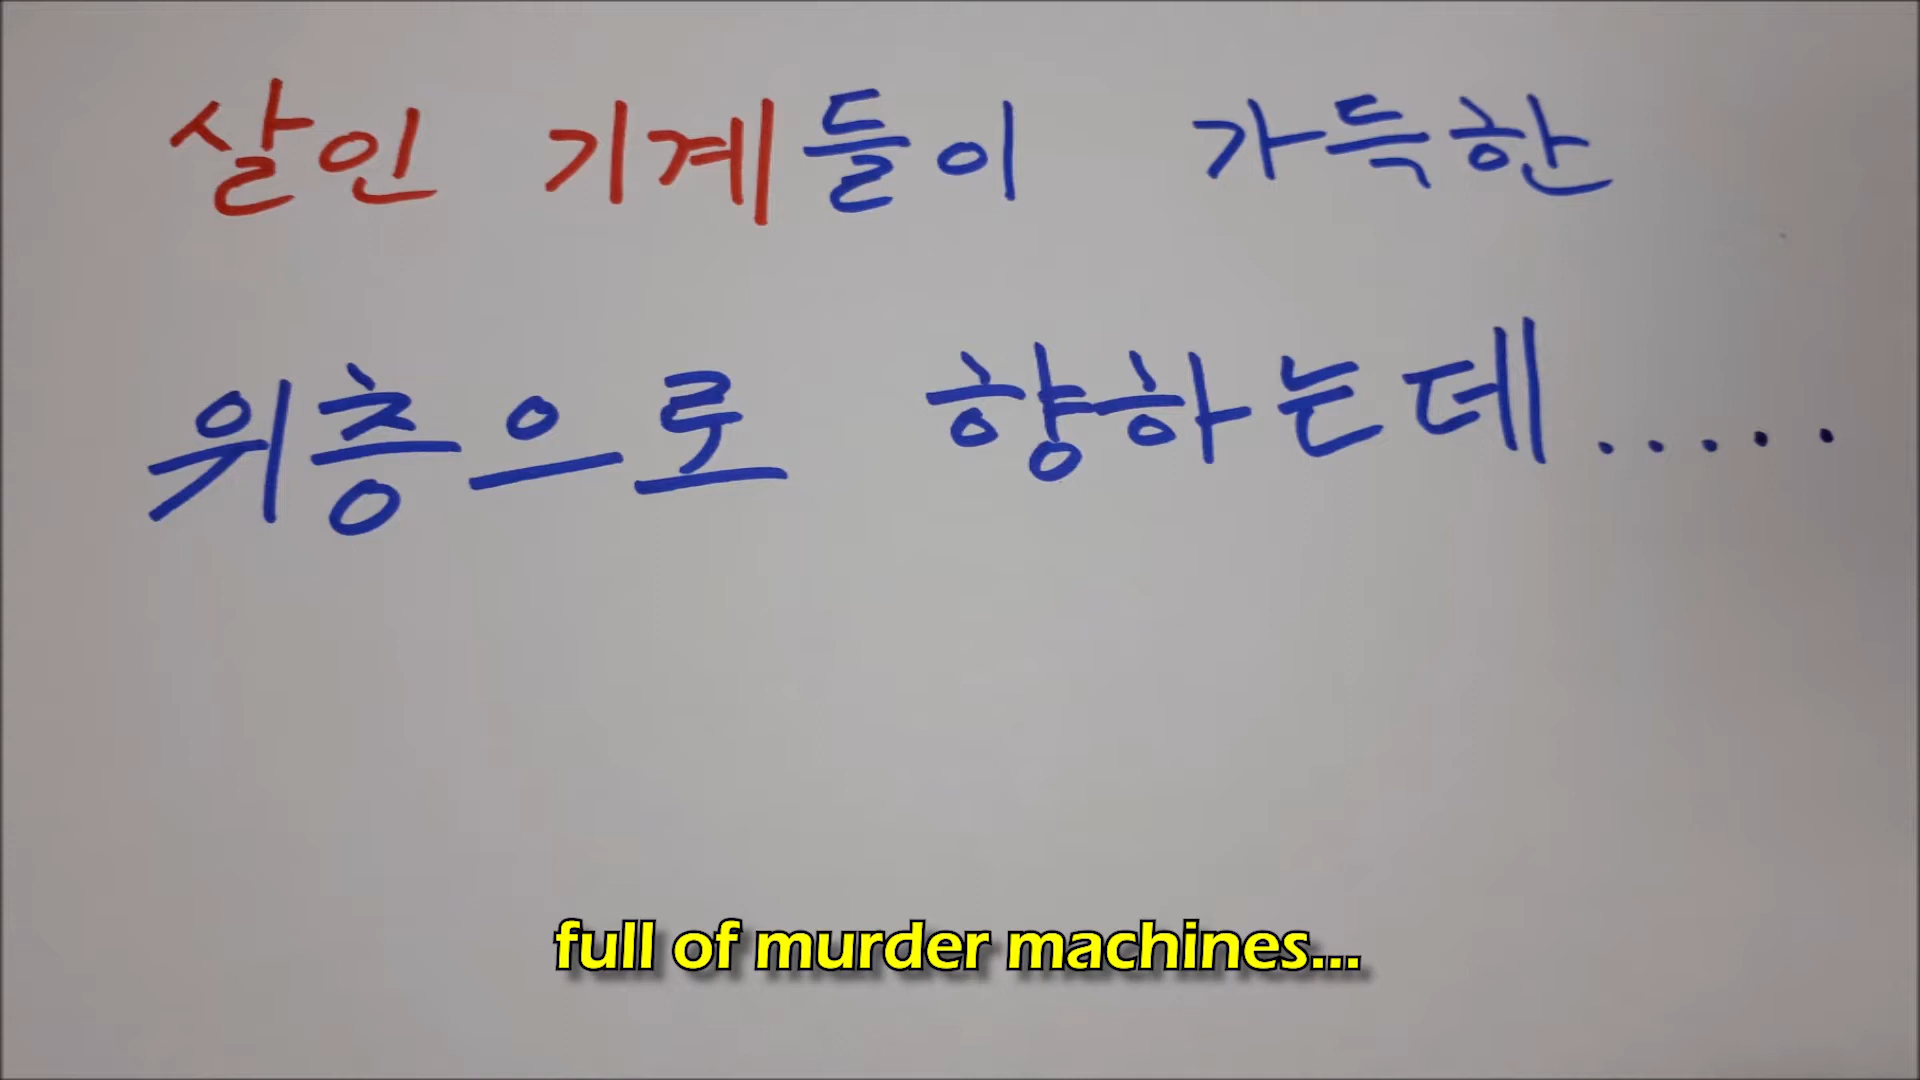 살인 기계들이 가득한
위층으로 향하는데.....
full of murder machines...